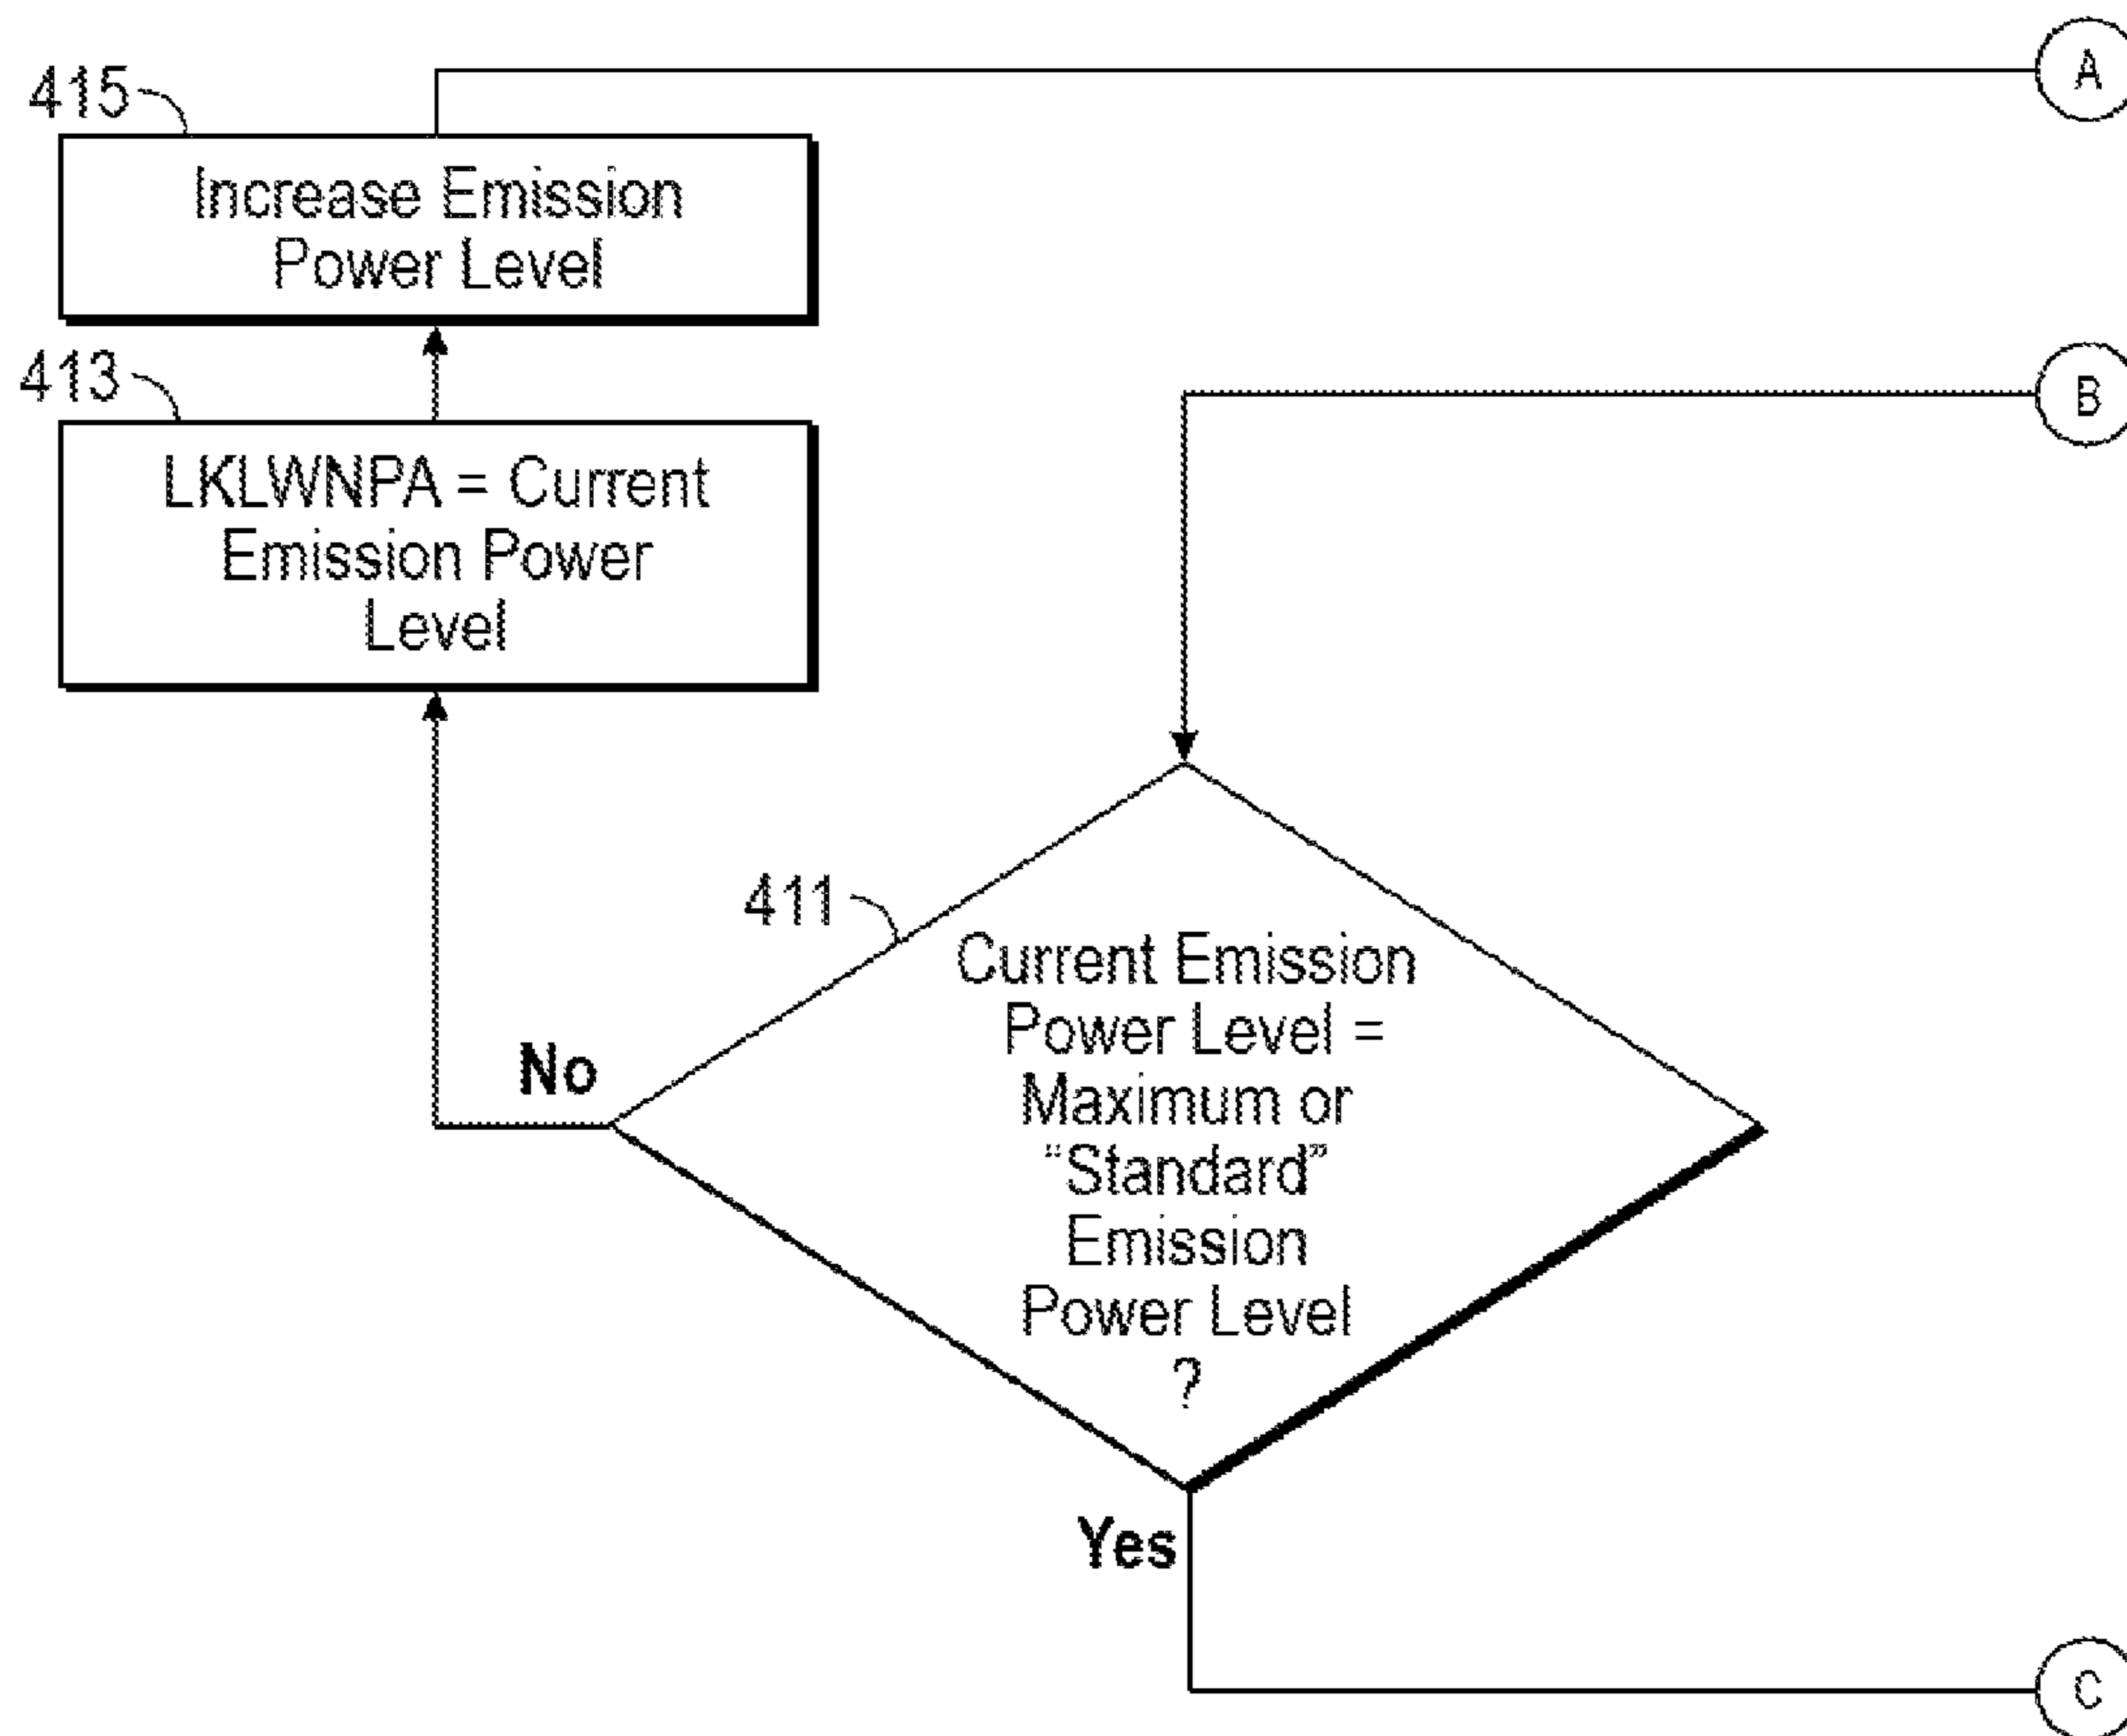 A
415
Increase Emission
Power Level
413
LKLWNPA = Current
Emission Power
Level
B
411
Current Emission
Power Level =
Maximum or
“Standard”
Emission
Power Level
?
No
Yes
C